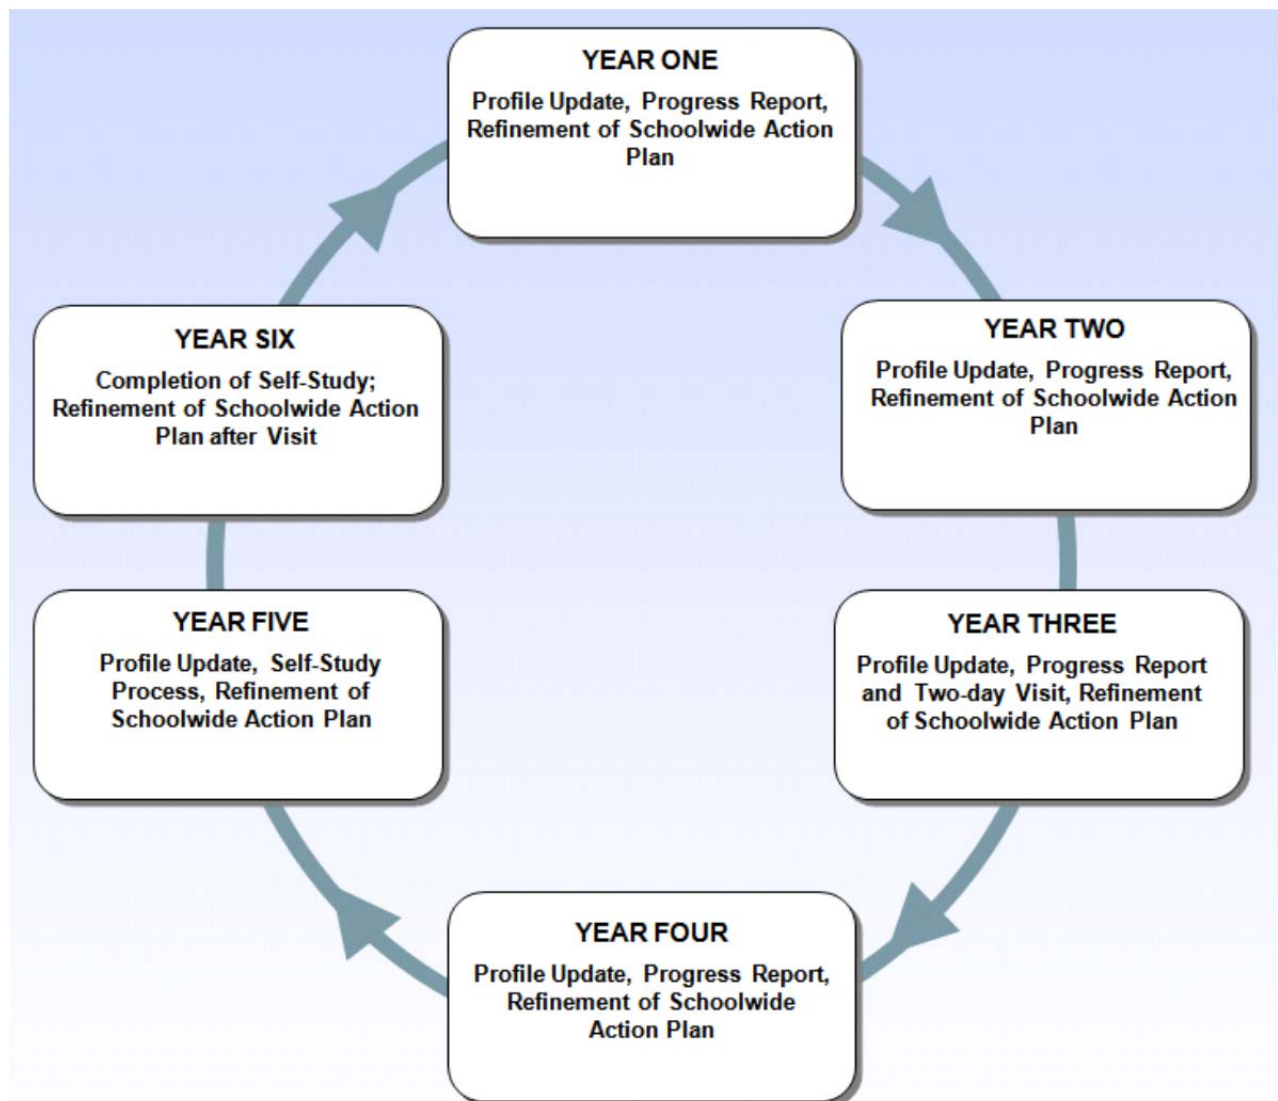 YEAR ONE
Profile Update, Progress Report,
Refinement of Schoolwide Action
Plan
YEAR TWO
Profile Update, Progress Report,
Refinement of Schoolwide Action
Plan
YEAR THREE
Profile Update, Progress Report
and Two-day Visit, Refinement
of Schoolwide Action Plan
YEAR FOUR
Profile Update, Progress Report,
Refinement of Schoolwide
Action Plan
YEAR FIVE
Profile Update, Self-Study
Process, Refinement of
Schoolwide Action Plan
YEAR SIX
Completion of Self-Study;
Refinement of Schoolwide Action
Plan after Visit